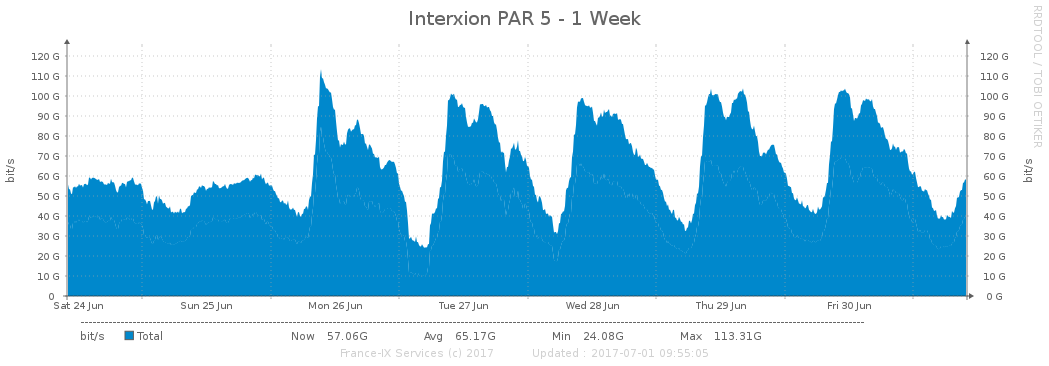 Interxion PAR 5 - 1 Week
RRDTOOL / TOBI OETIKER
bit/s
120 G 120 G
110 G 110 G
100 G 100 G
90 G 90 G
80 G 80 G
70 G 70 G
60 G 60 G
50 G 50 G
40 G 40 G
30 G 30 G
20 G 20 G
10 G 10 G
0 0 G
bit/s
Sat 24 Jun Sun 25 Jun Mon 26 Jun Tue 27 Jun Wed 28 Jun Thu 29 Jun Fri 30 Jun
bit/s Total Now 57.06G Avg 65.17G Min 24.08G Max 113.31G
France-IX Services (c) 2017 Updated : 2017-07-01 09:55:05